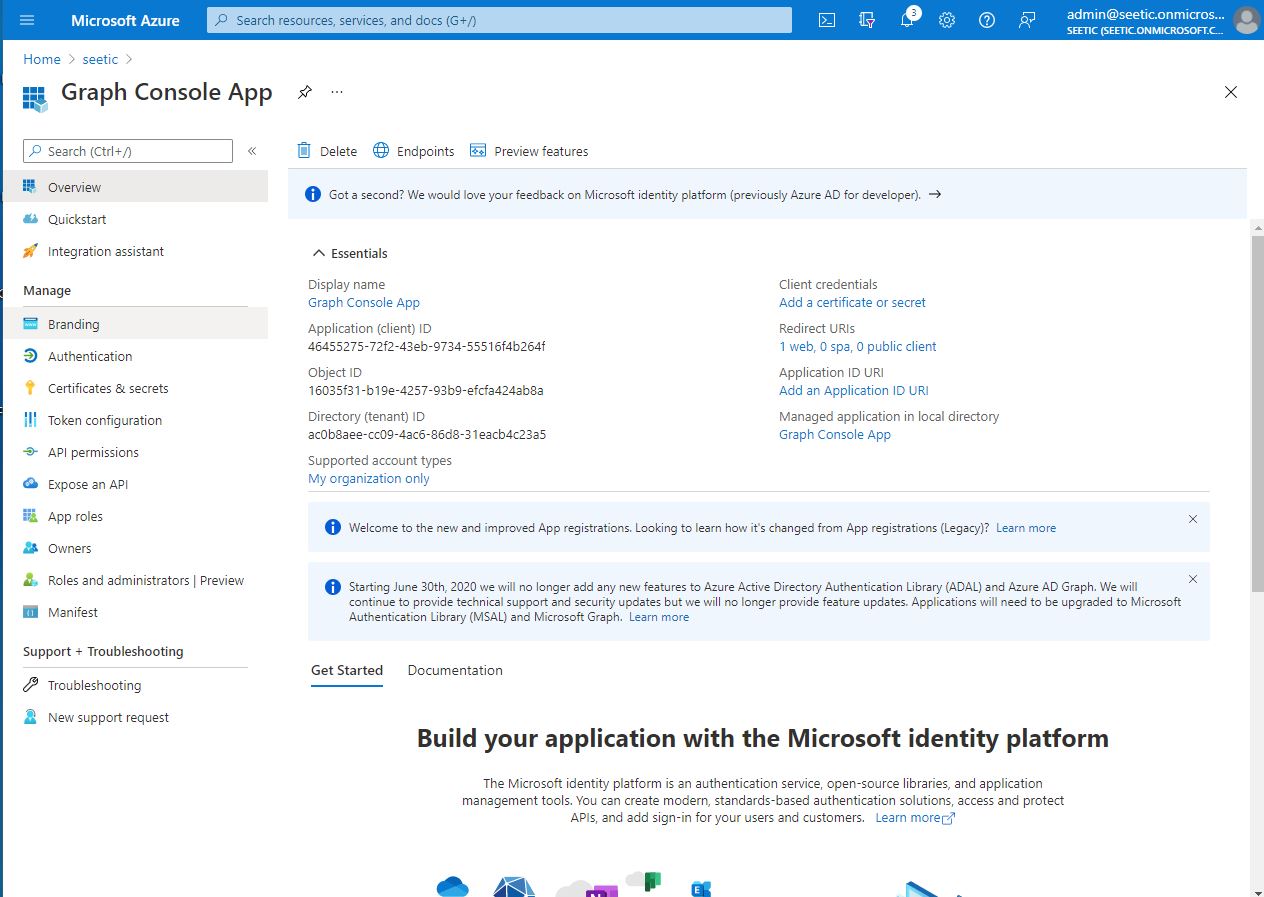 Microsoft Azure
Search resources, services, and docs (G+/)
3
admin@seetic.onmicros...
SEETIC (SEETIC.ONMICROSOFT.C...
Home > seetic >
Graph Console App
...
Search (Ctrl+/)
«
Delete
Endpoints
Preview features
Overview
Quickstart
Integration assistant
Manage
Branding
Authentication
Certificates & secrets
Token configuration
API permissions
Expose an API
App roles
Owners
Roles and administrators | Preview
Manifest
Support + Troubleshooting
Troubleshooting
New support request
Got a second? We would love your feedback on Microsoft identity platform (previously Azure AD for developer). →
Essentials
Display name
Graph Console App
Application (client) ID
46455275-72f2-43eb-9734-55516f4b264f
Object ID
16035f31-b19e-4257-93b9-efcfa424ab8a
Directory (tenant) ID
ac0b8aee-cc09-4ac6-86d8-31eacb4c23a5
Supported account types
My organization only
Client credentials
Add a certificate or secret
Redirect URIs
1 web, 0 spa, 0 public client
Application ID URI
Add an Application ID URI
Managed application in local directory
Graph Console App
Welcome to the new and improved App registrations. Looking to learn how it's changed from App registrations (Legacy)? Learn more
Starting June 30th, 2020 we will no longer add any new features to Azure Active Directory Authentication Library (ADAL) and Azure AD Graph. We will
continue to provide technical support and security updates but we will no longer provide feature updates. Applications will need to be upgraded to Microsoft
Authentication Library (MSAL) and Microsoft Graph. Learn more
Get Started
Documentation
Build your application with the Microsoft identity platform
The Microsoft identity platform is an authentication service, open-source libraries, and application
management tools. You can create modern, standards-based authentication solutions, access and protect
APIs, and add sign-in for your users and customers. Learn more